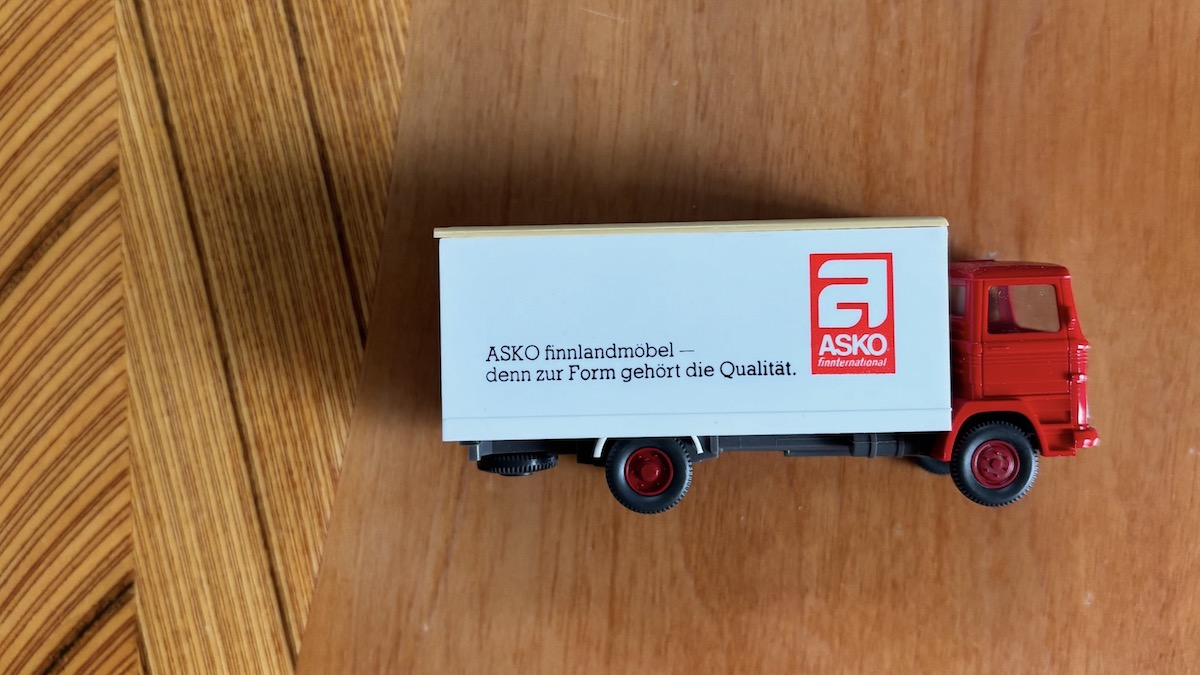 ASKO finnlandmöbel —
denn zur Form gehört die Qualität.
a
ASKO
finnternational